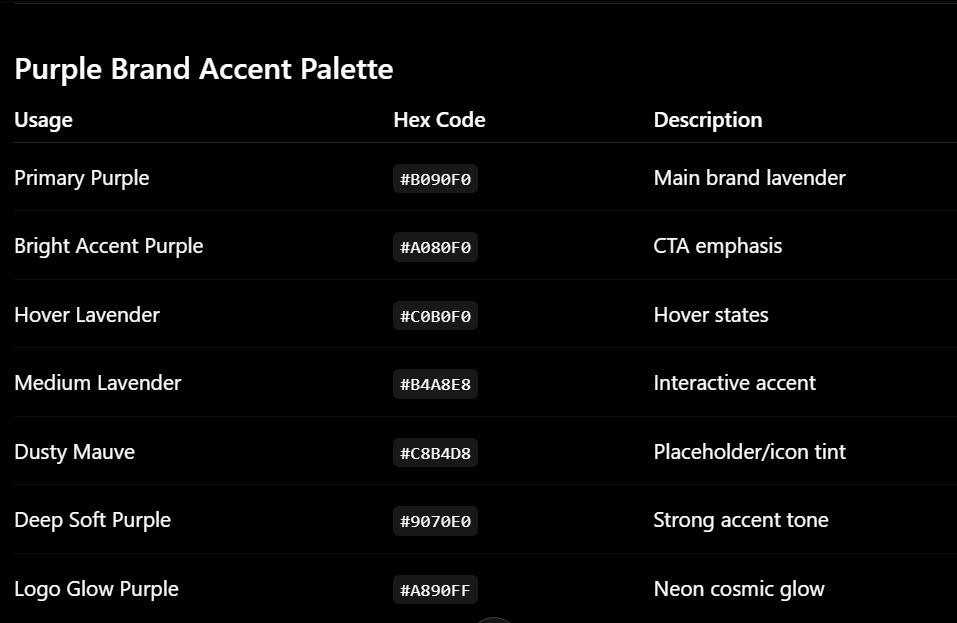 Purple Brand Accent Palette
Usage Hex Code Description
Primary Purple #B090F0 Main brand lavender
Bright Accent Purple #A080F0 CTA emphasis
Hover Lavender #C0B0F0 Hover states
Medium Lavender #B4A8E8 Interactive accent
Dusty Mauve #C8B4D8 Placeholder/icon tint
Deep Soft Purple #9070E0 Strong accent tone
Logo Glow Purple #A890FF Neon cosmic glow